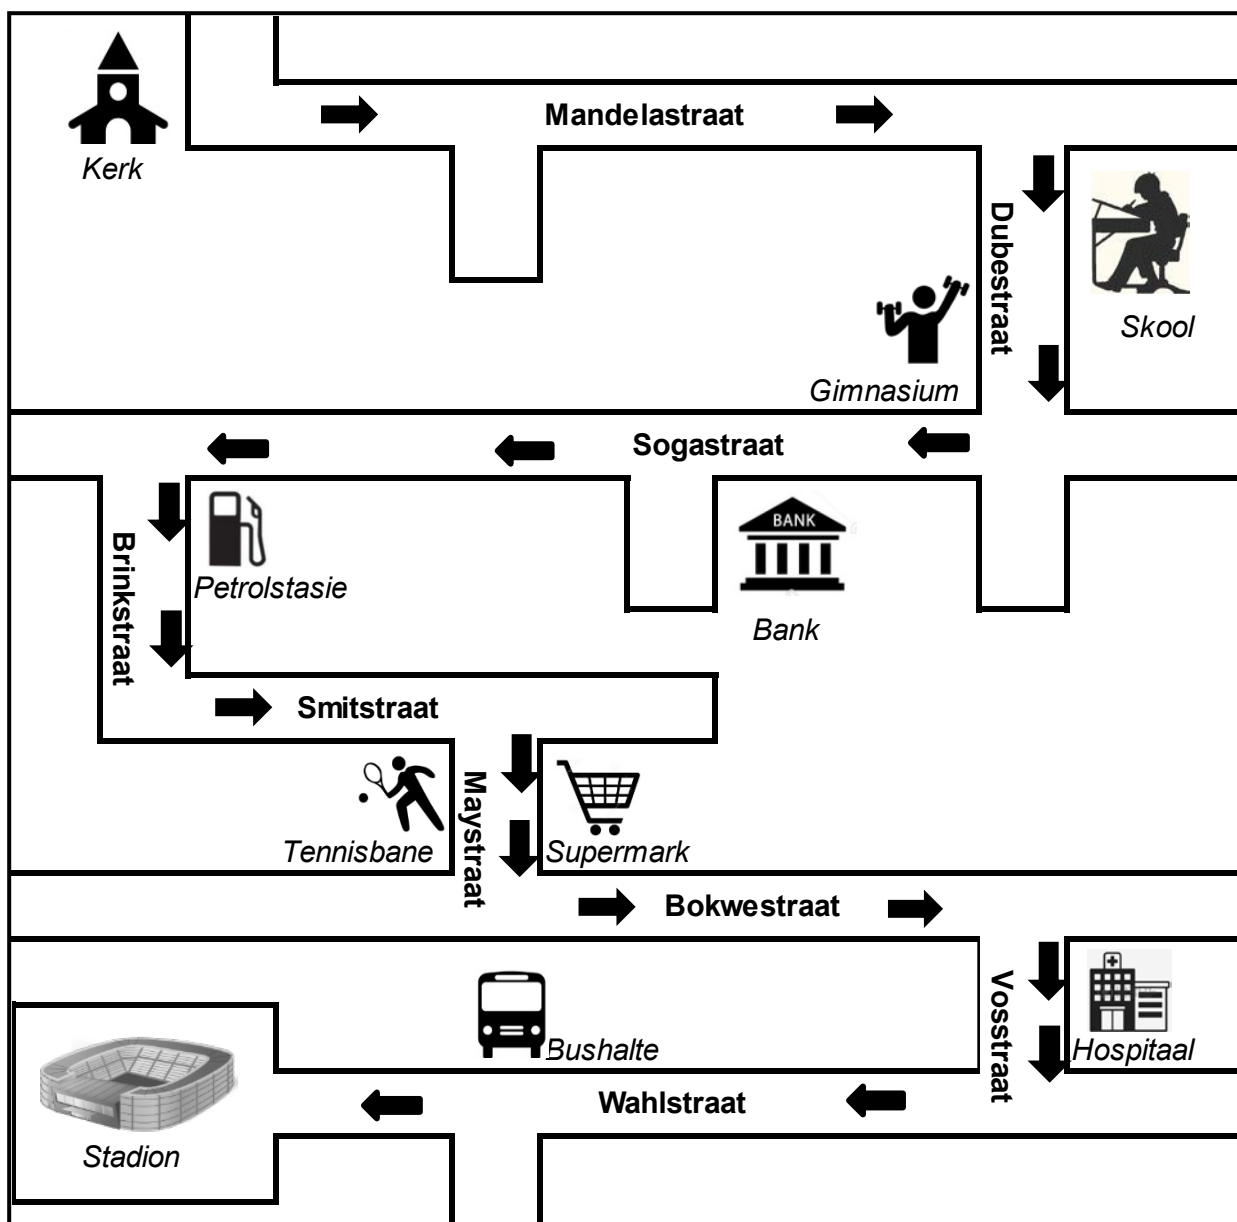 Mandelastraat
Kerk
Dubestraat
Skool
Gimnasium
Sogastraat
BANK
Brinkstraat
Petrolstasie
Bank
Smitstraat
Maystraat
Tennisbane
Supermark
Bokwestraat
Vosstraat
Bushalte
Hospitaal
Wahlstraat
Stadion